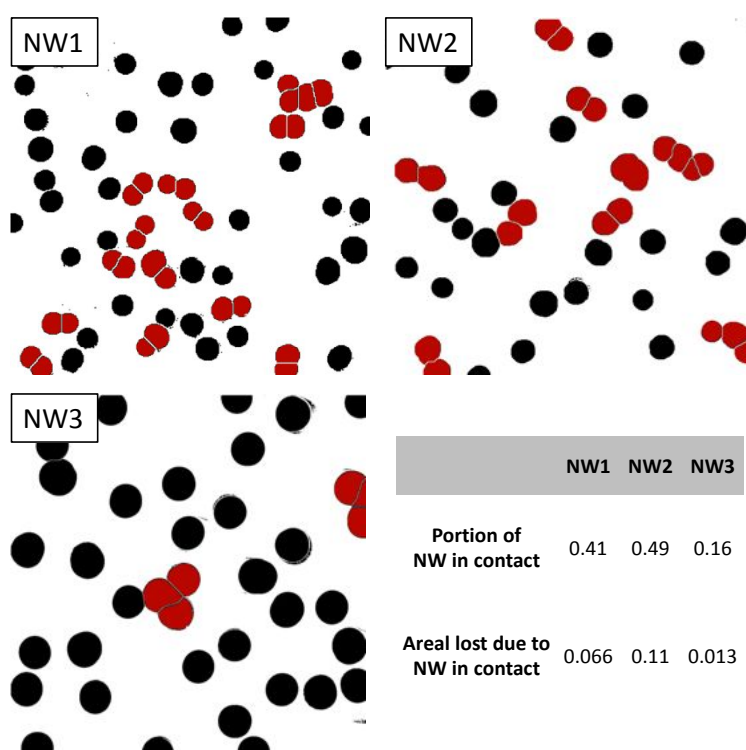 NW1
NW2
NW3
NW1 NW2 NW3
Portion of
NW in contact 0.41 0.49 0.16
Areal lost due to
NW in contact 0.066 0.11 0.013